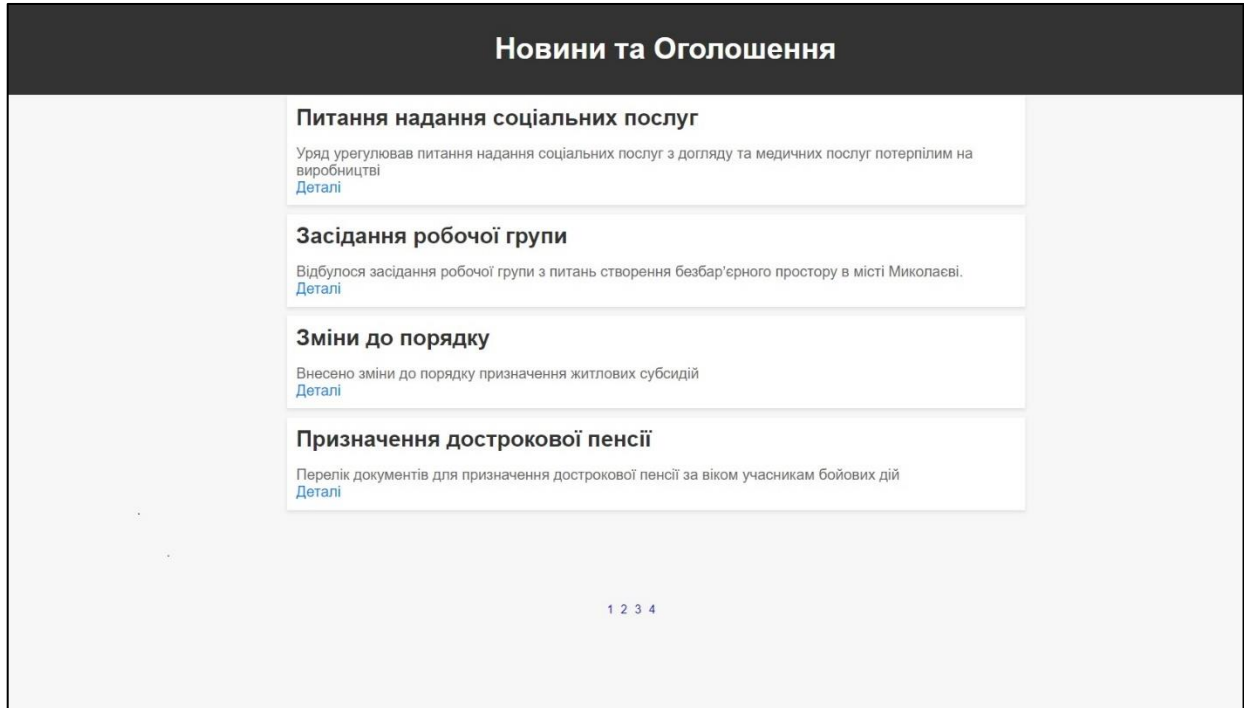 Новини та Оголошення
Питання надання соціальних послуг
Уряд урегулював питання надання соціальних послуг з догляду та медичних послуг потерпілим на
виробництві
Деталі
Засідання робочої групи
Відбулося засідання робочої групи з питань створення безбар'єрного простору в місті Миколаєві.
Деталі
Зміни до порядку
Внесено зміни до порядку призначення житлових субсидій
Деталі
Призначення дострокової пенсії
Перелік документів для призначення дострокової пенсії за віком учасникам бойових дій
Деталі
1 2 3 4